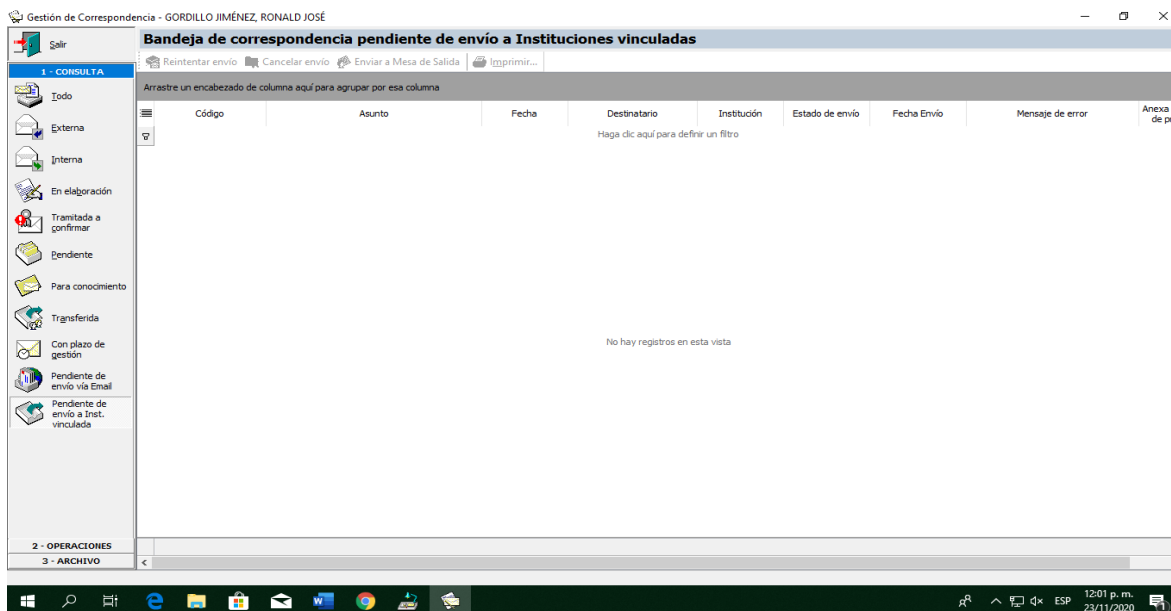 Gestión de Correspondencia - GORDILLO JIMÉNEZ, RONALD JOSÉ
Salir
Bandeja de correspondencia pendiente de envío a Instituciones vinculadas
Reintentar envío Cancelar envío Enviar a Mesa de Salida Imprimir...
1 - CONSULTA
Arrastre un encabezado de columna aquí para agrupar por esa columna
Código Asunto Fecha Destinatario Institución Estado de envío Fecha Envío Mensaje de error Anexa
de
Haga clic aquí para definir un filtro
Todo
Externa
Interna
En elaboración
Tramitada a
confirmar
Pendiente
Para conocimiento
Transferida
Con plazo de
gestión
Pendiente de
envío vía Email
Pendiente de
envío a Inst.
vinculada
No hay registros en esta vista
2 - OPERACIONES
3 - ARCHIVO
ESP
12:01 p. m.
23/11/2020